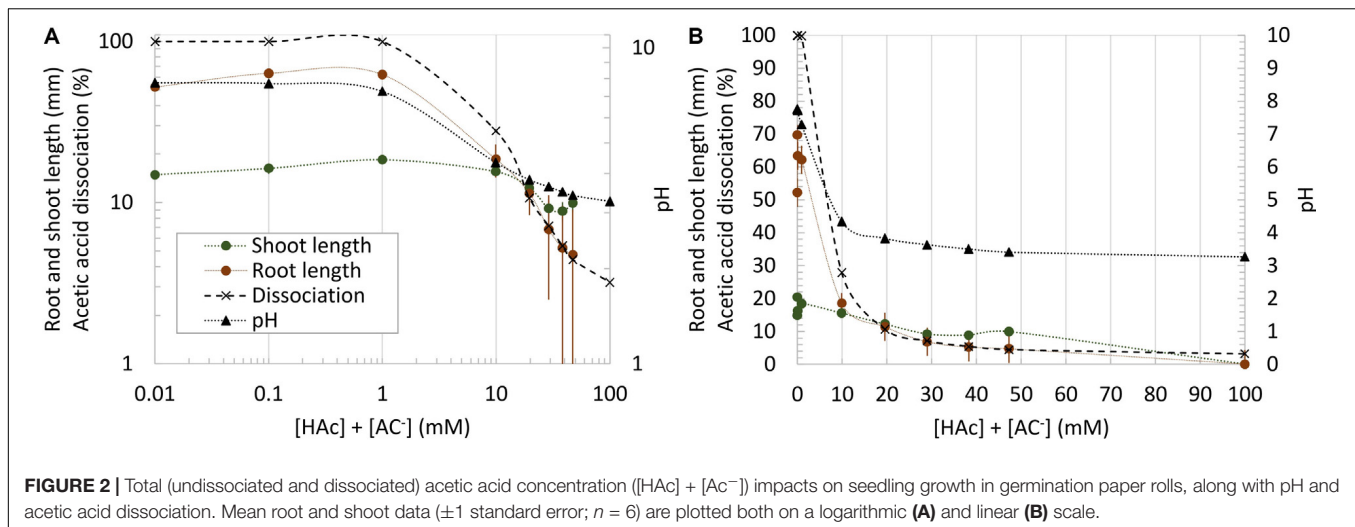 A
Root and shoot length (mm)
Acetic accid dissociation (%)
100
10
1
10
pH
1
Shoot length
Root length
Dissociation
pH
0.01 0.1 1 10 100
[HAc] + [AC-] (mM)
B
Root and shoot length (mm)
Acetic accid dissociation (%)
100
90
80
70
60
50
40
30
20
10
0
10
9
8
7
6
5
4
3
2
1
0
pH
0 10 20 30 40 50 60 70 80 90 100
[HAc] + [AC-] (mM)
FIGURE 2 | Total (undissociated and dissociated) acetic acid concentration ([HAc] + [Ac−]) impacts on seedling growth in germination paper rolls, along with pH and
acetic acid dissociation. Mean root and shoot data (±1 standard error; n = 6) are plotted both on a logarithmic (A) and linear (B) scale.